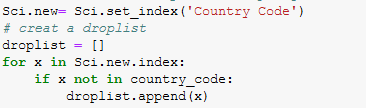 Sci.new= Sci.set_index('Country Code')
# creat a droplist
droplist = []
for x in Sci.new.index:
    if x not in country_code:
        droplist.append(x)